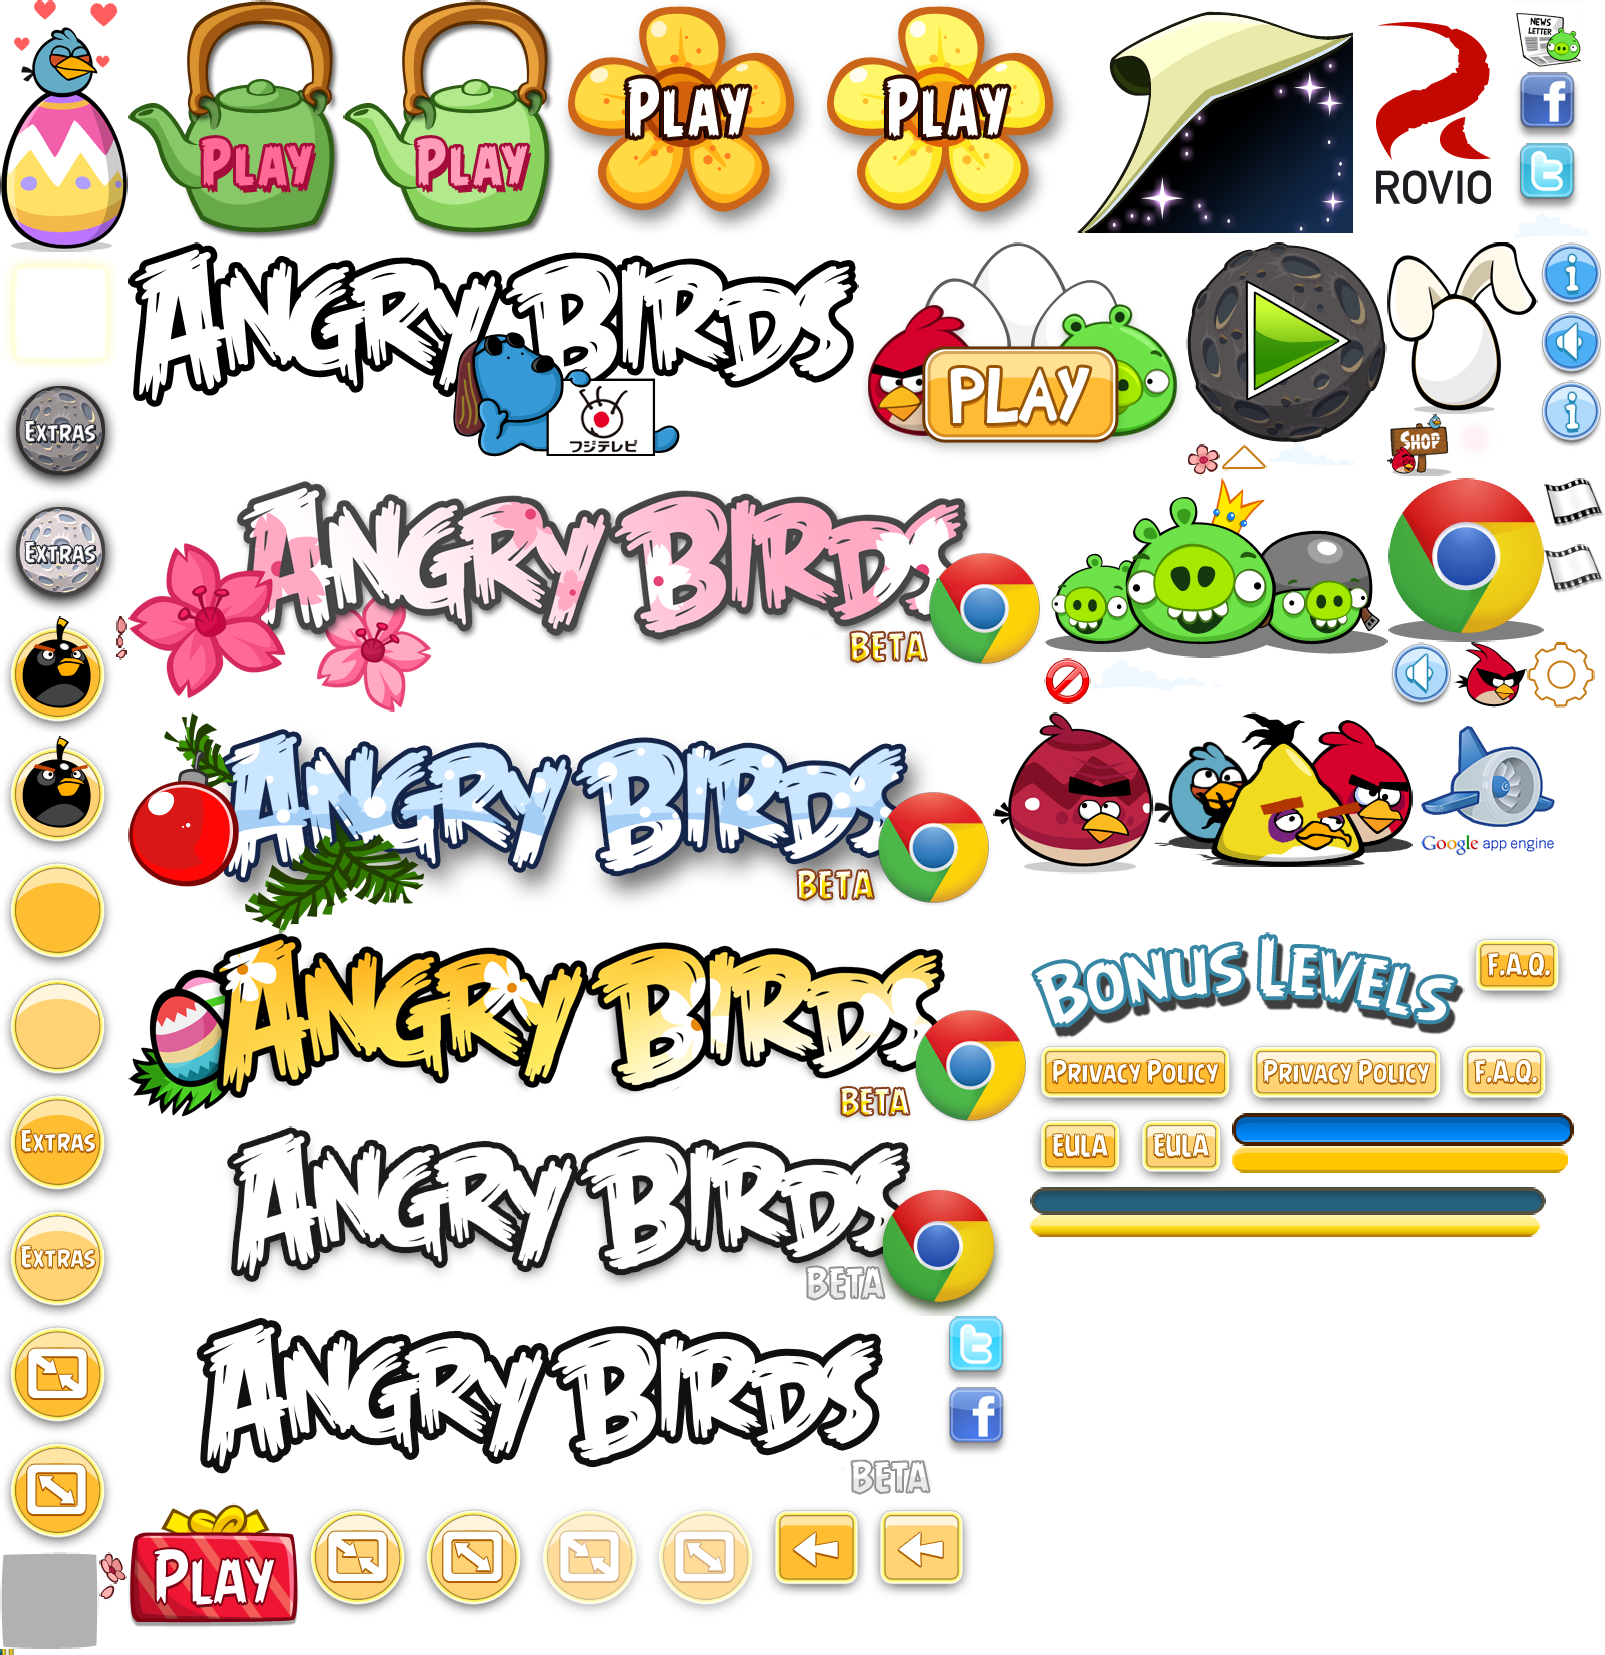 PLAY
PLAY
PLAY
PLAY
ROVIO
NEWS
LETTER
f
t
ANGRY BIRDS
フジテレビ
PLAY
i
i
EXTRAS
SHOP
EXTRAS
ANGRY BIRDS
BETA
ANGRY BIRDS
BETA
Google app engine
ANGRY BIRDS
BETA
BONUS LEVELS
F.A.Q.
PRIVACY POLICY
PRIVACY POLICY
F.A.Q.
EXTRAS
EULA
EULA
ANGRY BIRDS
BETA
EXTRAS
ANGRY BIRDS
BETA
t
f
PLAY